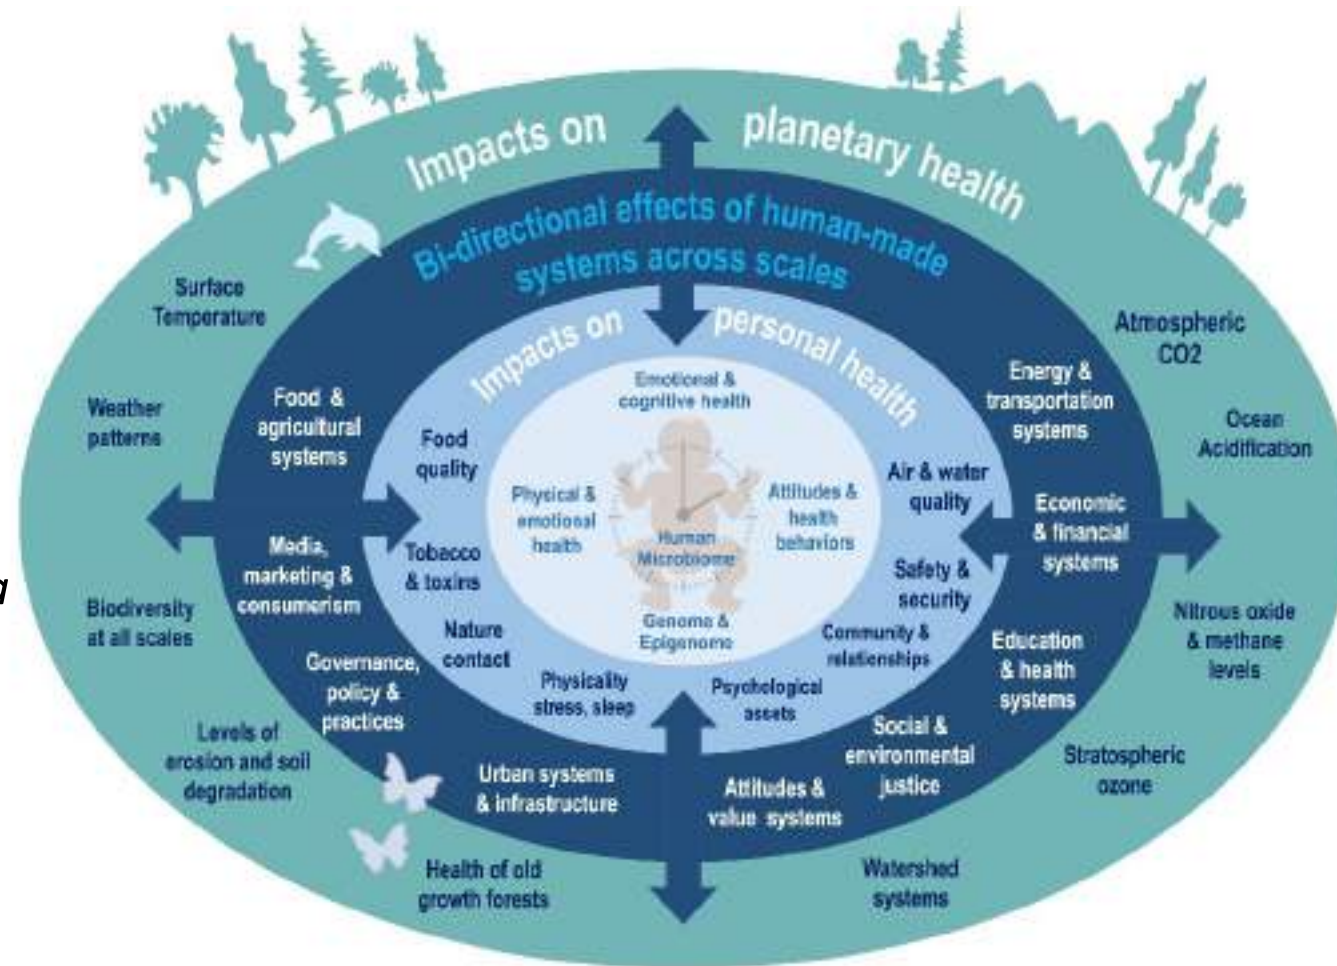 Impacts on planetary health
Bi-directional effects of human-made
systems across scales
Impacts on personal health
Emotional &
cognitive health
Physical &
emotional
health
Attitudes &
health
behaviors
Human
Microbiome
Genome &
Epigenome
Food
quality
Tobacco
& toxins
Nature
contact
Physicality
stress, sleep
Psychological
assets
Community &
relationships
Safety &
security
Air & water
quality
Food &
agricultural
systems
Media,
marketing &
consumerism
Governance,
policy &
practices
Urban systems
& infrastructure
Attitudes &
value systems
Social &
environmental
justice
Education
& health
systems
Economic
& financial
systems
Energy &
transportation
systems
Surface
Temperature
Weather
patterns
a
Biodiversity
at all scales
Levels of
erosion and soil
degradation
Health of old
growth forests
Watershed
systems
Stratospheric
ozone
Nitrous oxide
& methane
levels
Ocean
Acidification
Atmospheric
CO2